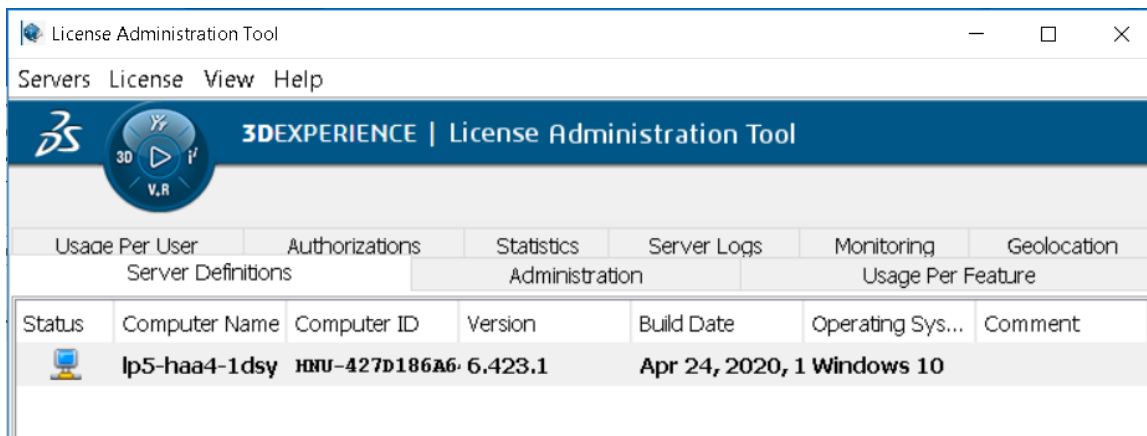 License Administration Tool
Servers License View Help
3DEXPERIENCE | License Administration Tool
3D i'
V,R
Usage Per User Authorizations Statistics Server Logs Monitoring Geolocation
Server Definitions Administration Usage Per Feature
Status Computer Name Computer ID Version Build Date Operating Sys... Comment
lp5-haa4-1dsy HNU-427D186A6 6.423.1 Apr 24, 2020, 1 Windows 10